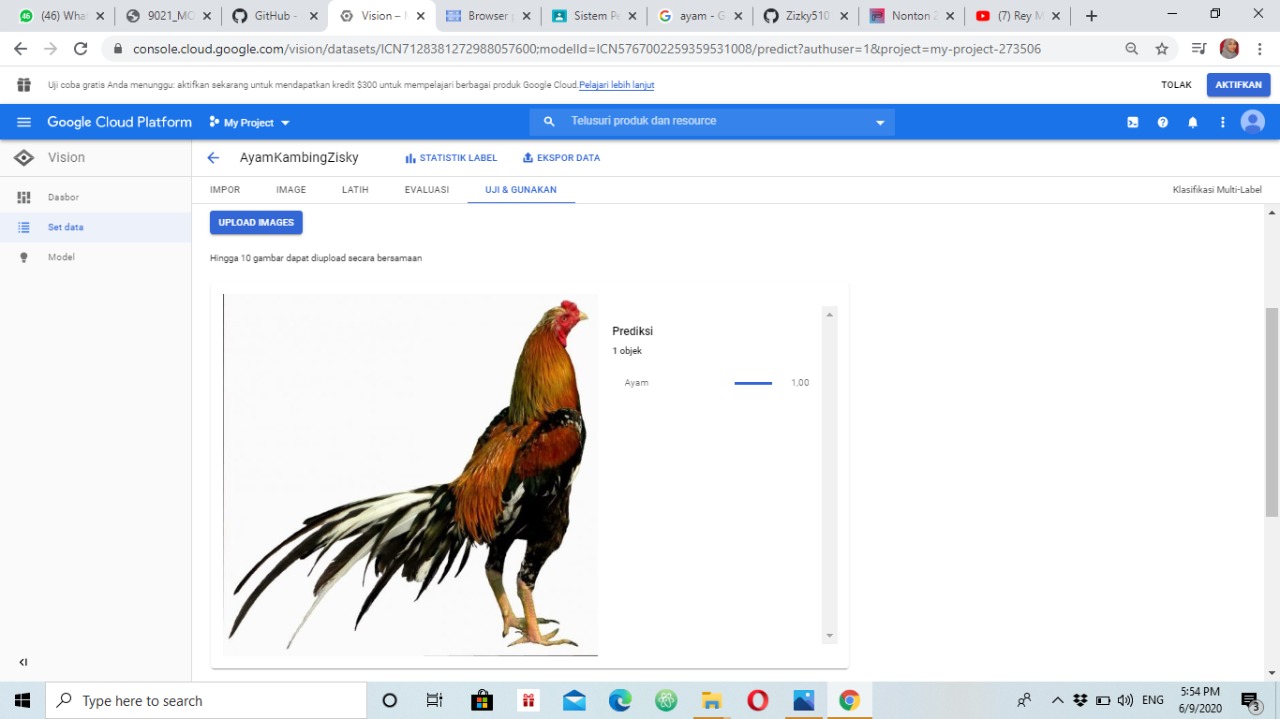 (46) Wha
9021_MC
GitHub -
Vision – N
Browser
Sistem P
ayam - G
Zizky510
Nonton Z
(7) Rey M
console.cloud.google.com/vision/datasets/ICN7128381272988057600;modelId=ICN5767002259359531008/predict?authuser=1&project=my-project-273506
Uji coba gratis Anda menunggu: aktifkan sekarang untuk mendapatkan kredit $300 untuk mempelajari berbagai produk Google Cloud. Pelajari lebih lanjut
TOLAK
AKTIFKAN
Google Cloud Platform
My Project
Telusuri produk dan resource
Vision
AyamKambingZisky
STATISTIK LABEL
EKSPOR DATA
Dasbor
Set data
Model
IMPOR
IMAGE
LATIH
EVALUASI
UJI & GUNAKAN
Klasifikasi Multi-Label
UPLOAD IMAGES
Hingga 10 gambar dapat diupload secara bersamaan
Prediksi
1 objek
Ayam 1,00
Type here to search
ENG
5:54 PM
6/9/2020
3